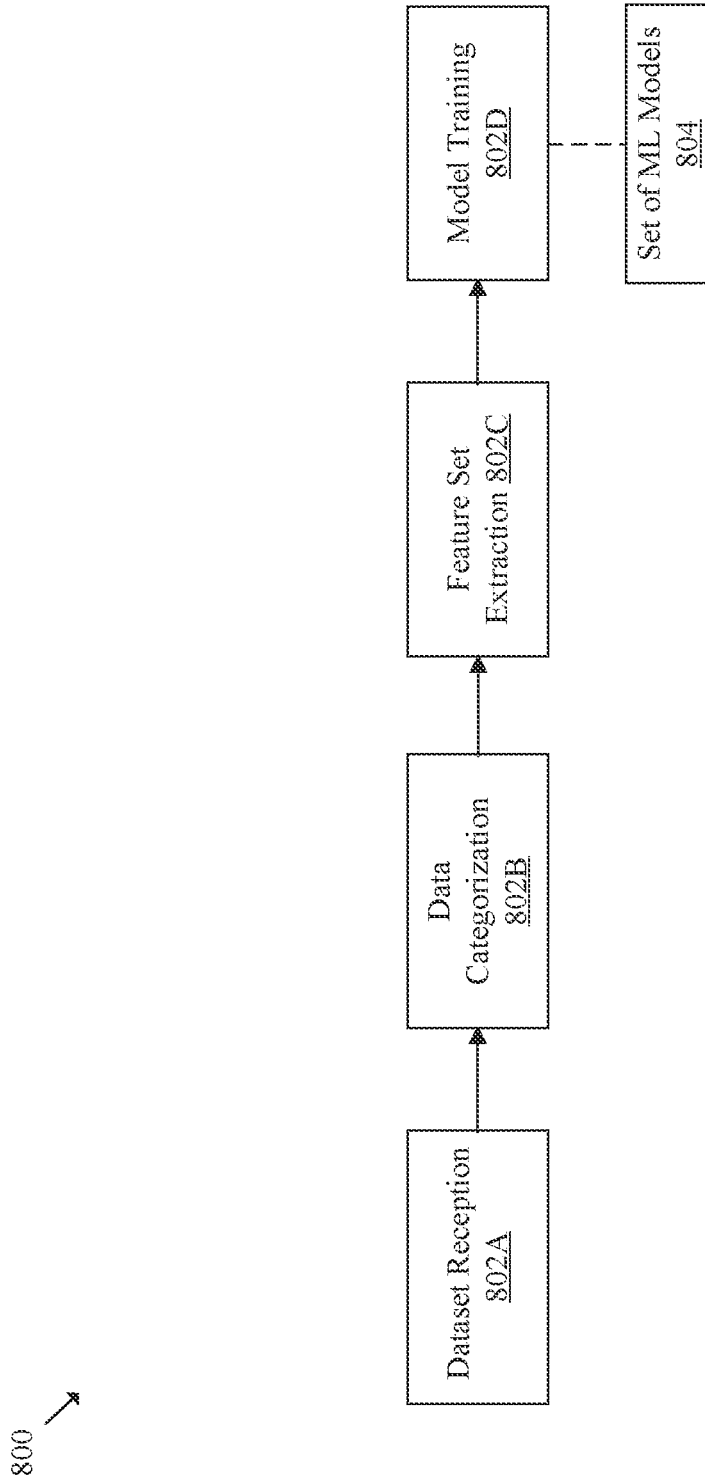 800
Dataset Reception
802A
Data
Categorization
802B
Feature Set
Extraction 802C
Model Training
802D
Set of ML Models
804